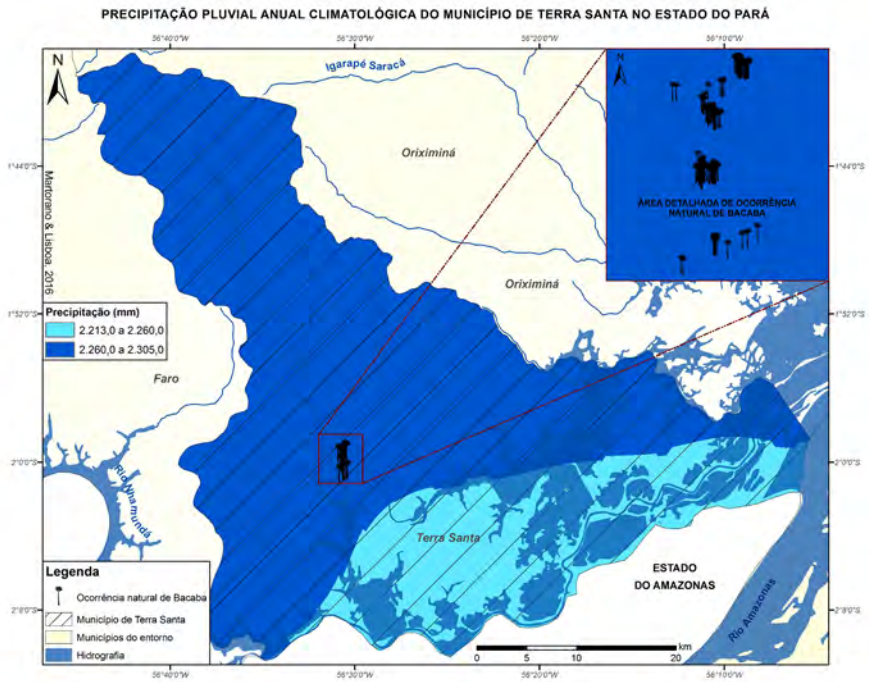 PRECIPITAÇÃO PLUVIAL ANUAL CLIMATOLÓGICA DO MUNICÍPIO DE TERRA SANTA NO ESTADO DO PARÁ
56°40'0"O 56°30'0"O 56°20'0"O 56°10'0"O
N
Igarapé Saracá
N
Oriximiná
1°44'0"S
1°44'0"S
ÁREA DETALHADA DE OCORRÊNCIA
NATURAL DE BACABA
Martorano & Lisboa, 2016
Oriximiná
Precipitação (mm)
2.213,0 a 2.260,0
2.260,0 a 2.305,0
1°52'0"S
1°52'0"S
Faro
2°0'0"S
2°0'0"S
Rio Nhamundá
Terra Santa
ESTADO
DO AMAZONAS
Rio Amazonas
Legenda
Ocorrência natural de Bacaba
Município de Terra Santa
Municípios do entorno
Hidrografia
2°8'0"S
2°8'0"S
km
0 5 10 20
56°40'0"O 56°30'0"O 56°20'0"O 56°10'0"O